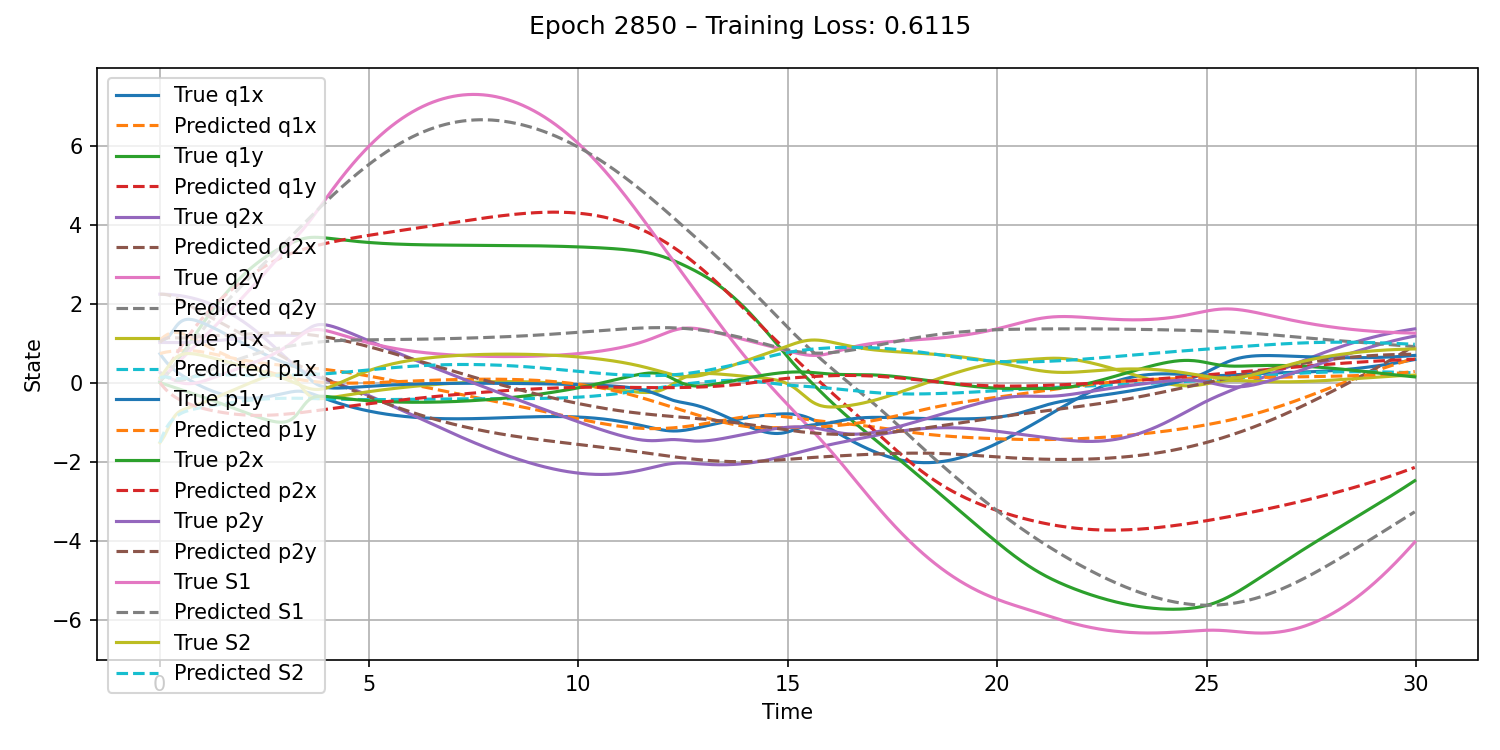 Epoch 2850 – Training Loss: 0.6115
True q1x
Predicted q1x
True q1y
Predicted q1y
True q2x
Predicted q2x
True q2y
Predicted q2y
True p1x
Predicted p1x
True p1y
Predicted p1y
True p2x
Predicted p2x
True p2y
Predicted p2y
True S1
Predicted S1
True S2
Predicted S2
State
6
4
2
0
−2
−4
−6
0 5 10 15 20 25 30
Time